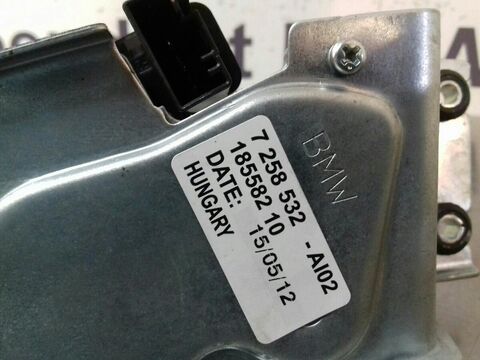 BMW
7 258 532 -AI02
185582 10
DATE: 15/05/12
HUNGARY